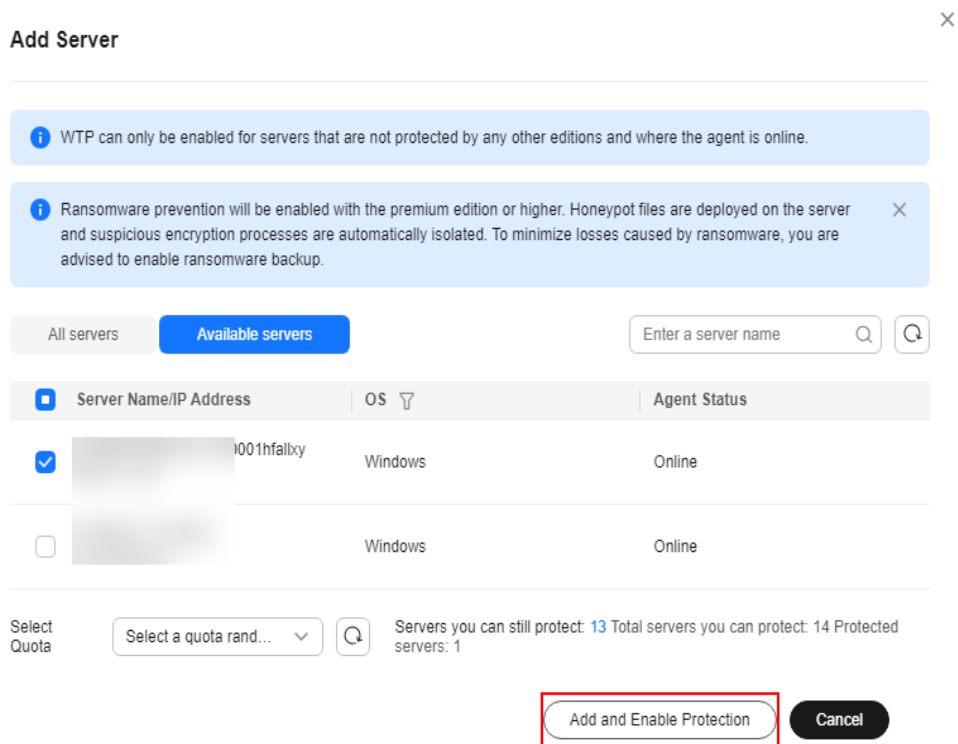 Add Server
WTP can only be enabled for servers that are not protected by any other editions and where the agent is online.
Ransomware prevention will be enabled with the premium edition or higher. Honeypot files are deployed on the server
and suspicious encryption processes are automatically isolated. To minimize losses caused by ransomware, you are
advised to enable ransomware backup.
All servers Available servers Enter a server name
Server Name/IP Address OS Agent Status
001hfallxy
Windows Online
Windows Online
Select
Quota
Select a quota rand...
Servers you can still protect: 13 Total servers you can protect: 14 Protected
servers: 1
Add and Enable Protection Cancel